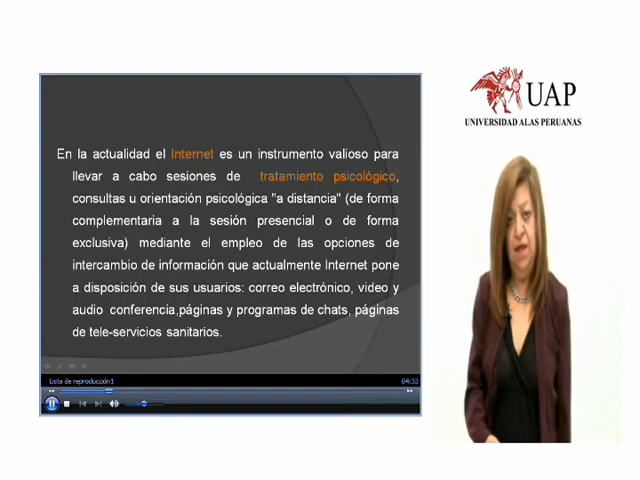 UAP
UNIVERSIDAD ALAS PERUANAS
En la actualidad el Internet es un instrumento valioso para
llevar a cabo sesiones de tratamiento psicológico,
consultas u orientación psicológica "a distancia" (de forma
complementaria a la sesión presencial o de forma
exclusiva) mediante el empleo de las opciones de
intercambio de información que actualmente Internet pone
a disposición de sus usuarios: correo electrónico, video y
audio conferencia,páginas y programas de chats, páginas
de tele-servicios sanitarios.
Lista de reproducción1
04:33